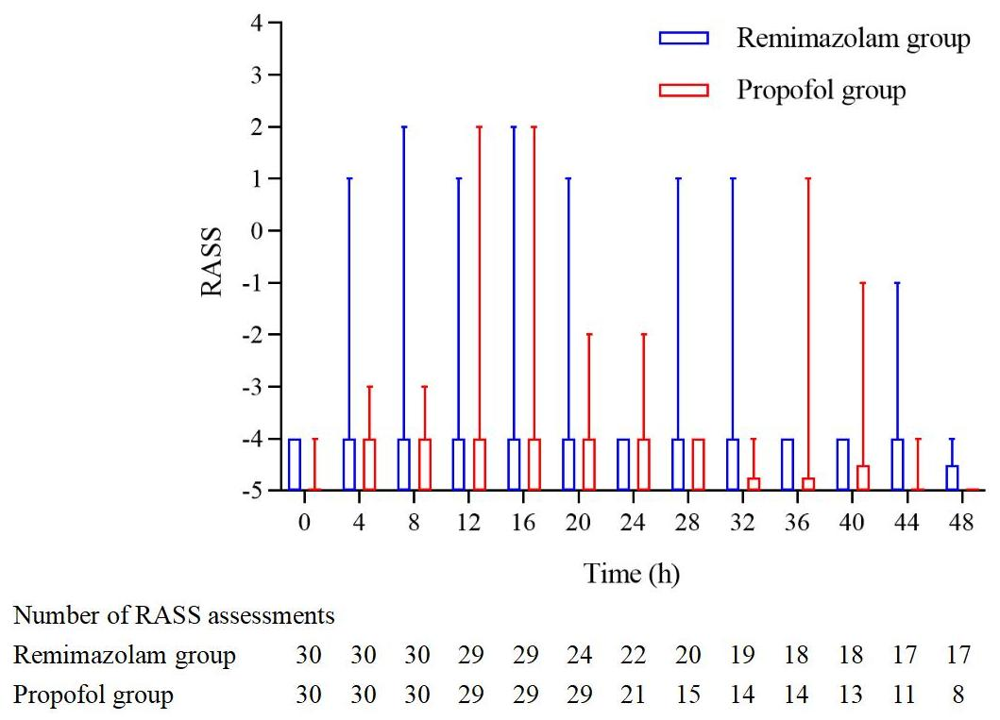 4
3
2
1
0
-1
-2
-3
-4
-5
RASS
Remimazolam group
Propofol group
0 4 8 12 16 20 24 28 32 36 40 44 48
Time (h)
Number of RASS assessments
Remimazolam group 30 30 30 29 29 24 22 20 19 18 18 17 17
Propofol group 30 30 30 29 29 29 21 15 14 14 13 11 8